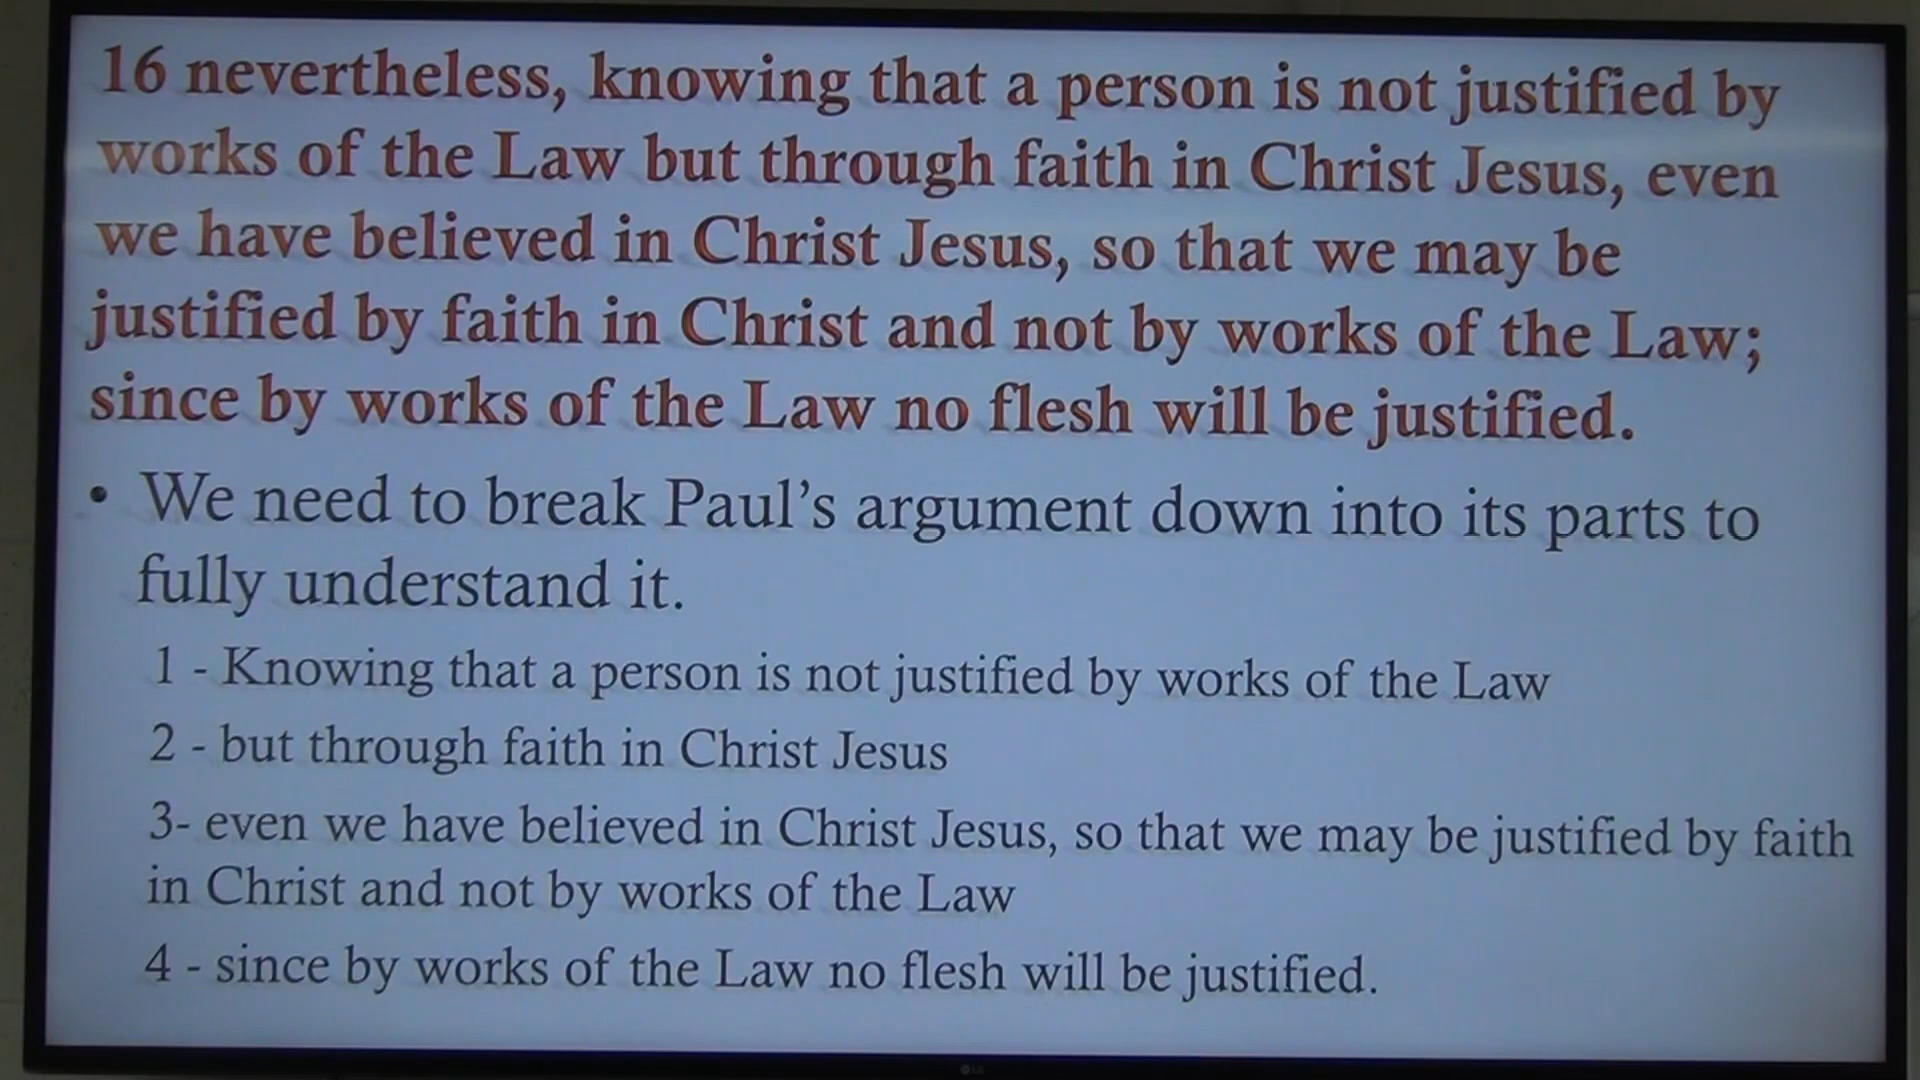 16 nevertheless, knowing that a person is not justified by
works of the Law but through faith in Christ Jesus, even
we have believed in Christ Jesus, so that we may be
justified by faith in Christ and not by works of the Law;
since by works of the Law no flesh will be justified.
• We need to break Paul’s argument down into its parts to
fully understand it.
1 - Knowing that a person is not justified by works of the Law
2 - but through faith in Christ Jesus
3- even we have believed in Christ Jesus, so that we may be justified by faith
in Christ and not by works of the Law
4 - since by works of the Law no flesh will be justified.
LG